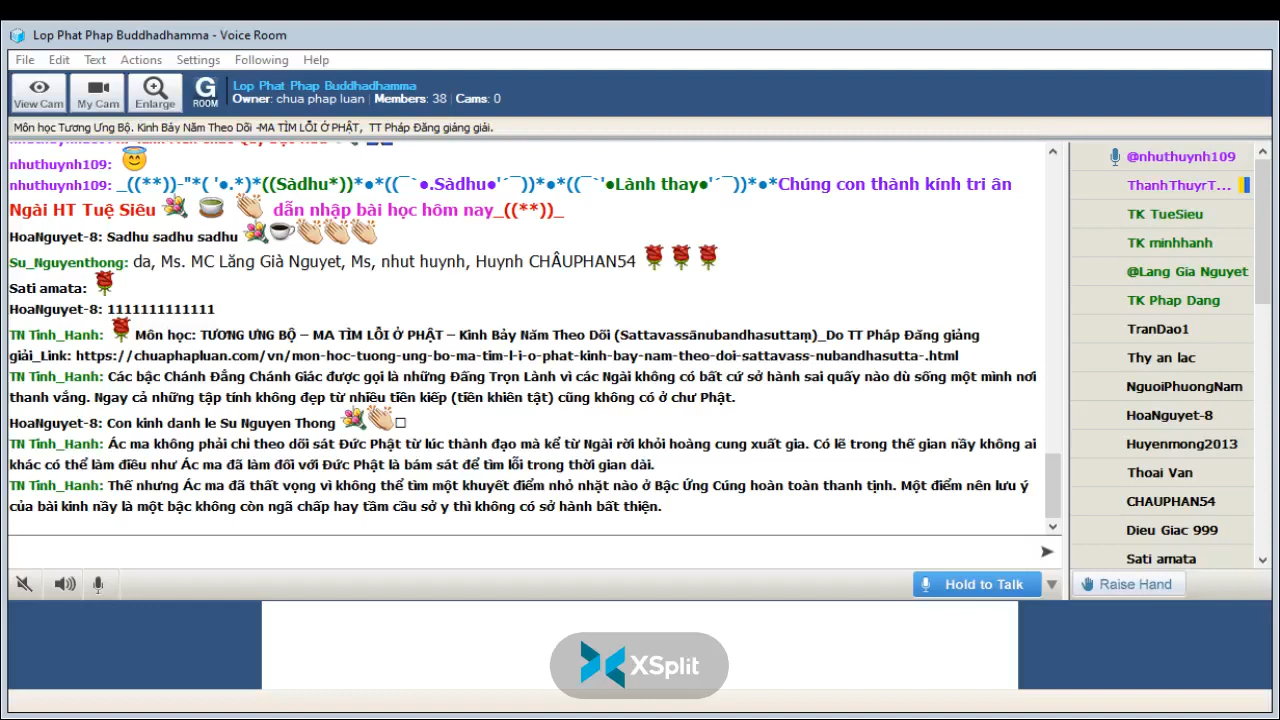 Lop Phat Phap Buddhadhamma - Voice Room
File Edit Text Actions Settings Following Help
View Cam My Cam Enlarge G ROOM
Lop Phat Phap Buddhadhamma
Owner: chua phap luan | Members: 38 | Cams: 0
Môn học Tương Ưng Bộ. Kinh Bảy Năm Theo Dõi -MA TÌM LỖI Ở PHẬT, TT Pháp Đăng giảng giải.
nhuthuynh109:
nhuthuynh109: _((**))-"*( '●.*)*((Sàdhu*))*●*((¯`●.Sàdhu●'´¯))*●*((¯`'●Lành thay●'´¯))*●*Chúng con thành kính tri ân
Ngài HT Tuệ Siêu dẫn nhập bài học hôm nay_((**))_
HoaNguyet-8: Sadhu sadhu sadhu
Su_Nguyenthong: da, Ms. MC Lăng Già Nguyet, Ms, nhut huynh, Huynh CHÂUPHAN54
Sati amata:
HoaNguyet-8: 1111111111111
TN Tinh_Hanh: Môn học: TƯƠNG ƯNG BỘ – MA TÌM LỖI Ở PHẬT – Kinh Bảy Năm Theo Dõi (Sattavassānubandhasuttaṃ)_Do TT Pháp Đăng giảng
giải_Link: https://chuaphapluan.com/vn/mon-hoc-tuong-ung-bo-ma-tim-l-i-o-phat-kinh-bay-nam-theo-doi-sattavass-nubandhasutta-.html
TN Tinh_Hanh: Các bậc Chánh Đẳng Chánh Giác được gọi là những Đấng Trọn Lành vì các Ngài không có bất cứ sở hành sai quấy nào dù sống một mình nơi
thanh vắng. Ngay cả những tập tính không đẹp từ nhiều tiền kiếp (tiền khiên tật) cũng không có ở chư Phật.
HoaNguyet-8: Con kinh danh le Su Nguyen Thong
TN Tinh_Hanh: Ác ma không phải chỉ theo dõi sát Đức Phật từ lúc thành đạo mà kể từ Ngài rời khỏi hoàng cung xuất gia. Có lẽ trong thế gian nầy không ai
khác có thể làm điều như Ác ma đã làm đối với Đức Phật là bám sát để tìm lỗi trong thời gian dài.
TN Tinh_Hanh: Thế nhưng Ác ma đã thất vọng vì không thể tìm một khuyết điểm nhỏ nhặt nào ở Bậc Ứng Cúng hoàn toàn thanh tịnh. Một điểm nên lưu ý
của bài kinh nầy là một bậc không còn ngã chấp hay tầm cầu sở y thì không có sở hành bất thiện.
@nhuthuynh109
ThanhThuyrT...
TK TueSieu
TK minhhanh
@Lang Gia Nguyet
TK Phap Dang
TranDao1
Thy an lac
NguoiPhuongNam
HoaNguyet-8
Huyenmong2013
Thoai Van
CHAUPHAN54
Dieu Giac 999
Sati amata
Hold to Talk
Raise Hand
XSplit